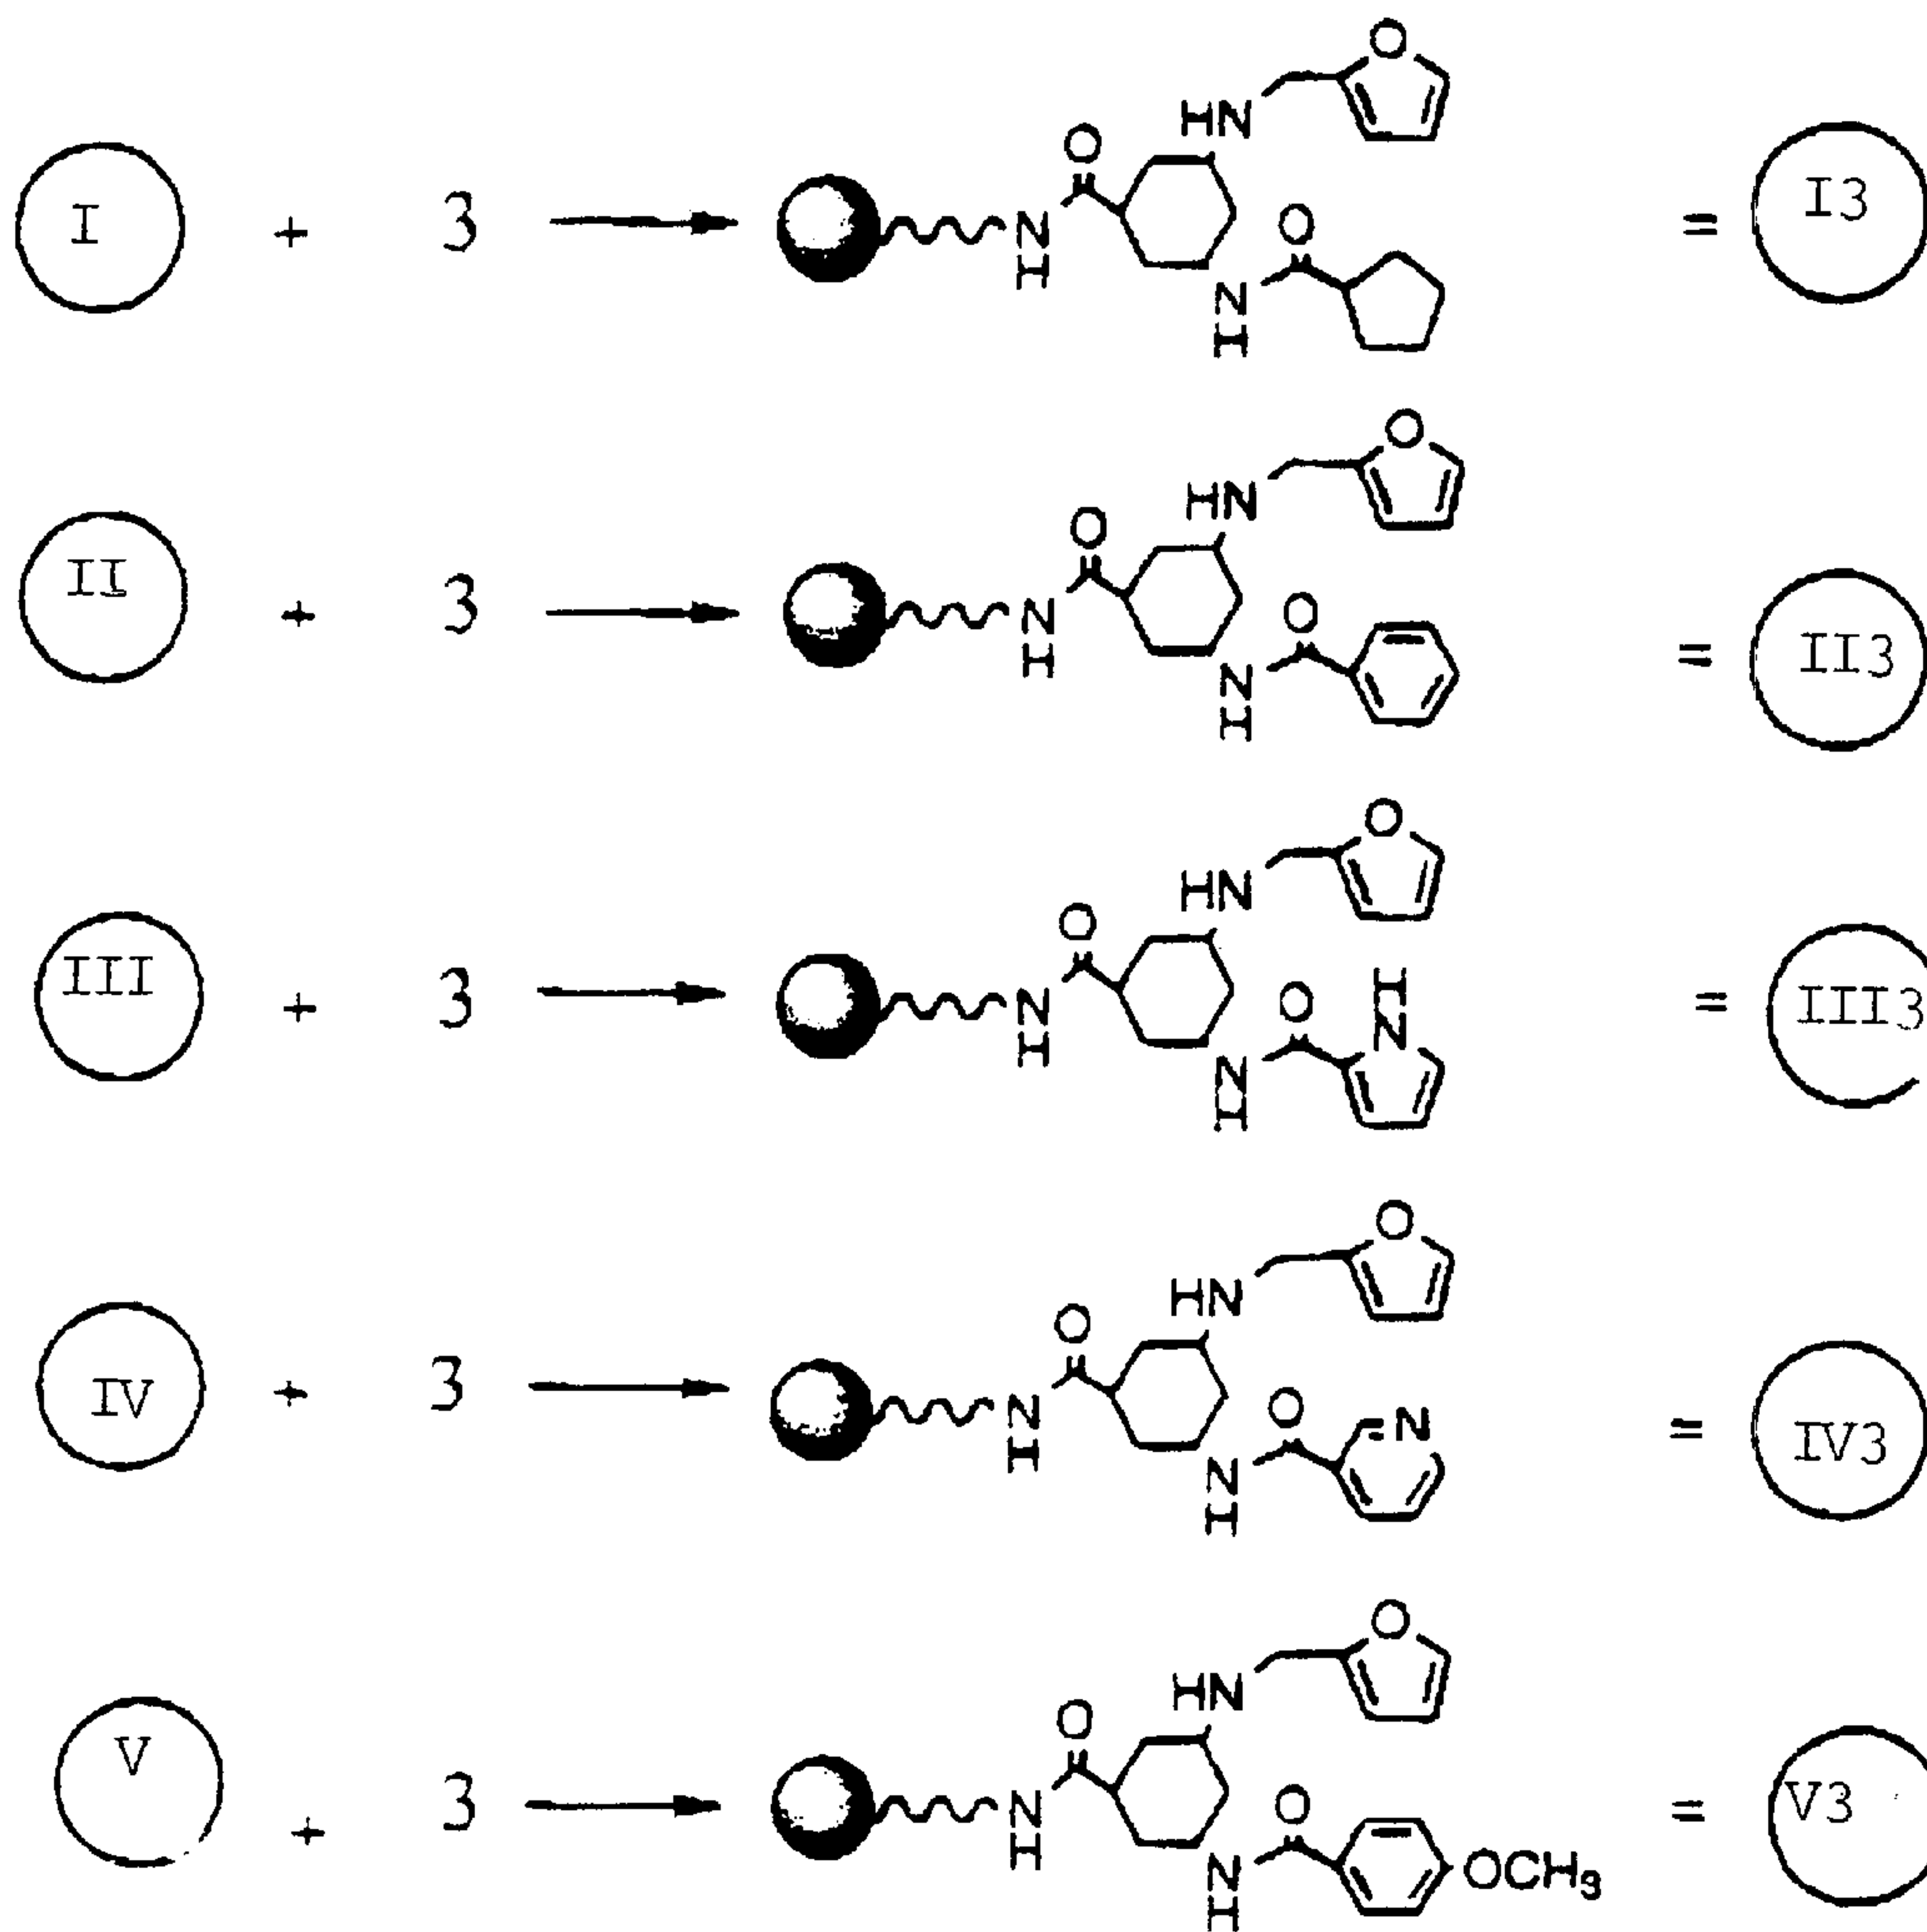 I + 3 O HN O N H O N H = I3
II + 3 O HN O N H O N H = II3
III + 3 O HN O N H O N H H N = III3
IV + 3 O HN O N H O N H N = IV3
V + 3 O HN O N H O N H OCH3 = V3